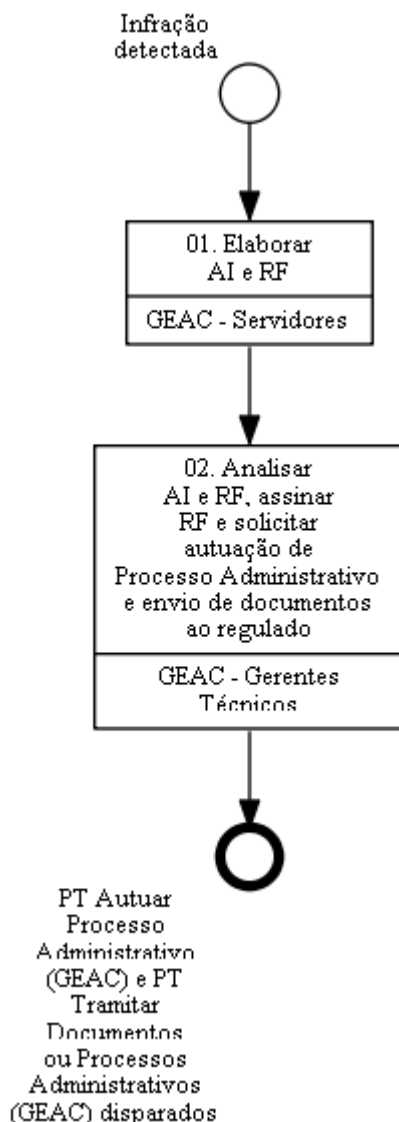 Infração
detectada
01. Elaborar
AI e RF
GEAC - Servidores
02. Analisar
AI e RF, assinar
RF e solicitar
autuação de
Processo Administrativo
e envio de documentos
ao regulado
GEAC - Gerentes
Técnicos
PT Autuar
Processo
Administrativo
(GEAC) e PT
Tramitar
Documentos
ou Processos
Administrativos
(GEAC) disparados